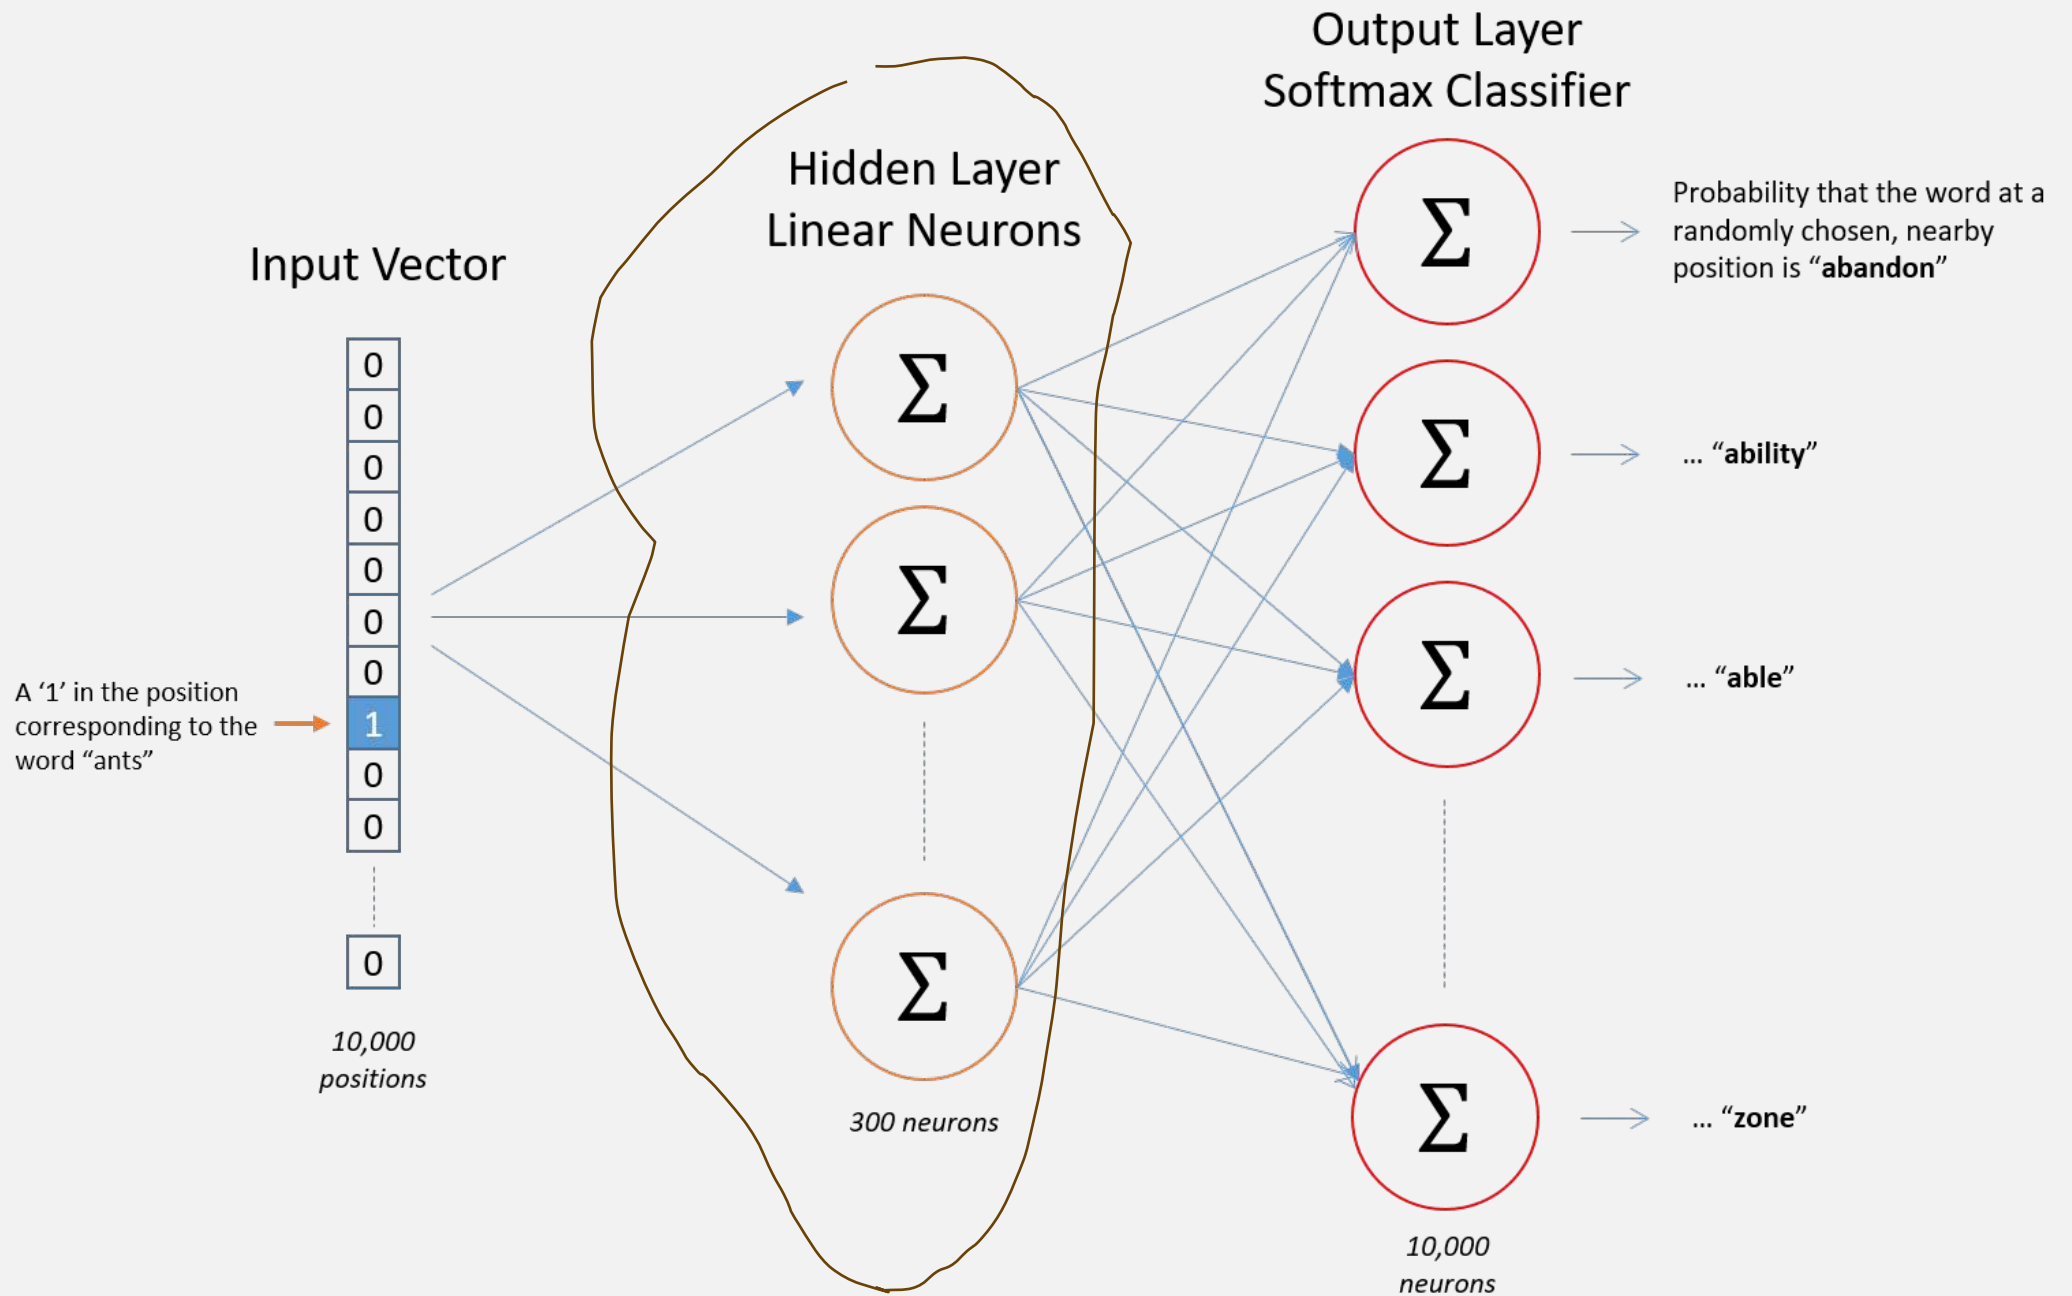 Output Layer
Softmax Classifier
Hidden Layer
Linear Neurons
Input Vector
0
0
0
0
0
0
0
1
0
0
0
A ‘1’ in the position
corresponding to the
word “ants”
10,000
positions
Σ
Σ
Σ
300 neurons
Σ
Probability that the word at a
randomly chosen, nearby
position is “abandon”
Σ
... “ability”
Σ
... “able”
Σ
... “zone”
10,000
neurons